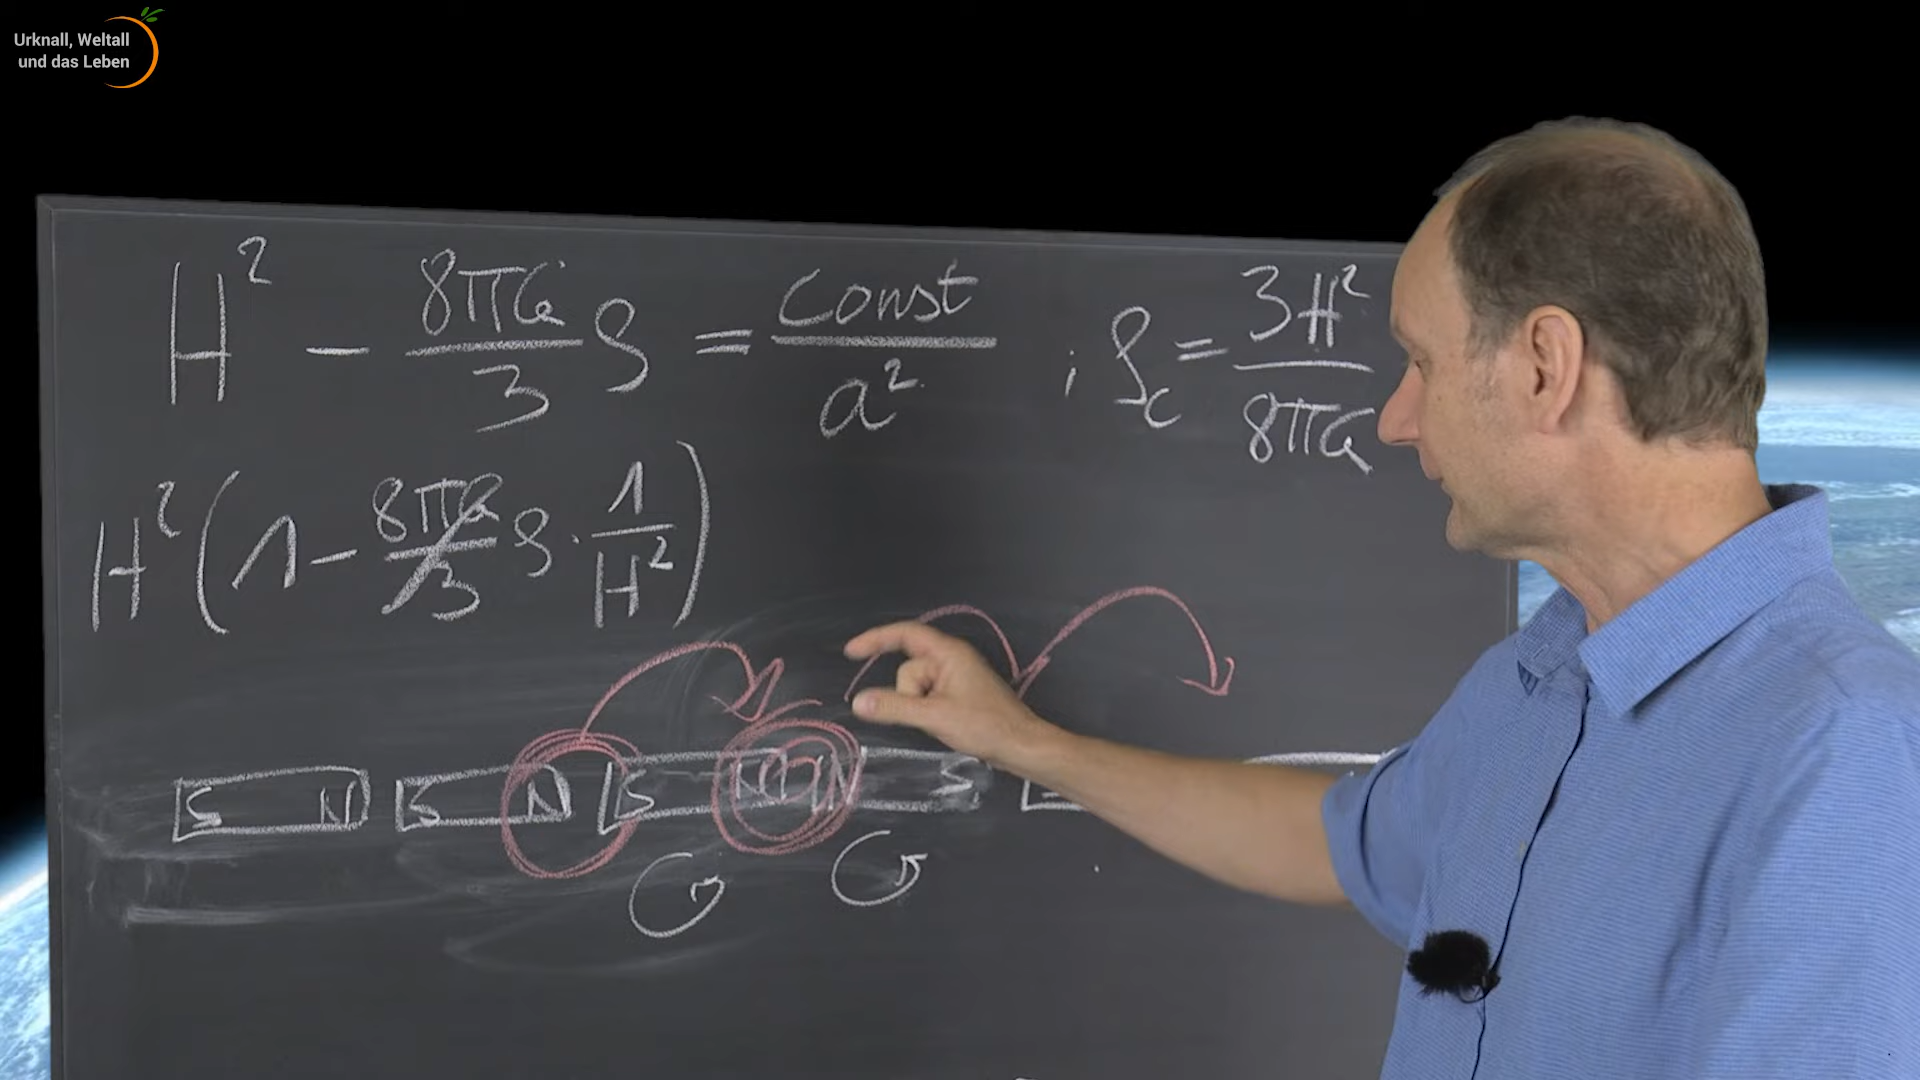 Urknall, Weltall
und das Leben
H² − 8πG/3 ρ = const/a² ; ρc = 3H²/8πG
H² (1 − 8πG/3 ρ · 1/H²)
S N S N S N N S